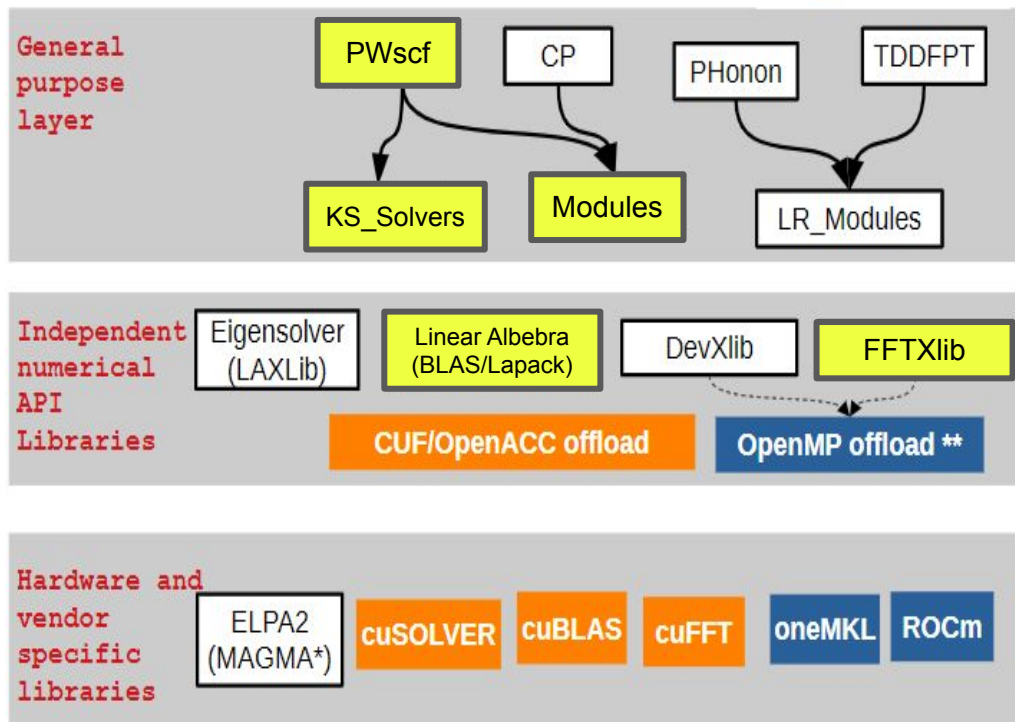 General
purpose
layer
PWscf
CP
PHonon
TDDFPT
KS_Solvers
Modules
LR_Modules
Independent
numerical
API
Libraries
Eigensolver
(LAXLib)
Linear Albebra
(BLAS/Lapack)
DevXlib
FFTXlib
CUF/OpenACC offload
OpenMP offload **
Hardware and
vendor
specific
libraries
ELPA2
(MAGMA*)
cuSOLVER
cuBLAS
cuFFT
oneMKL
ROCm